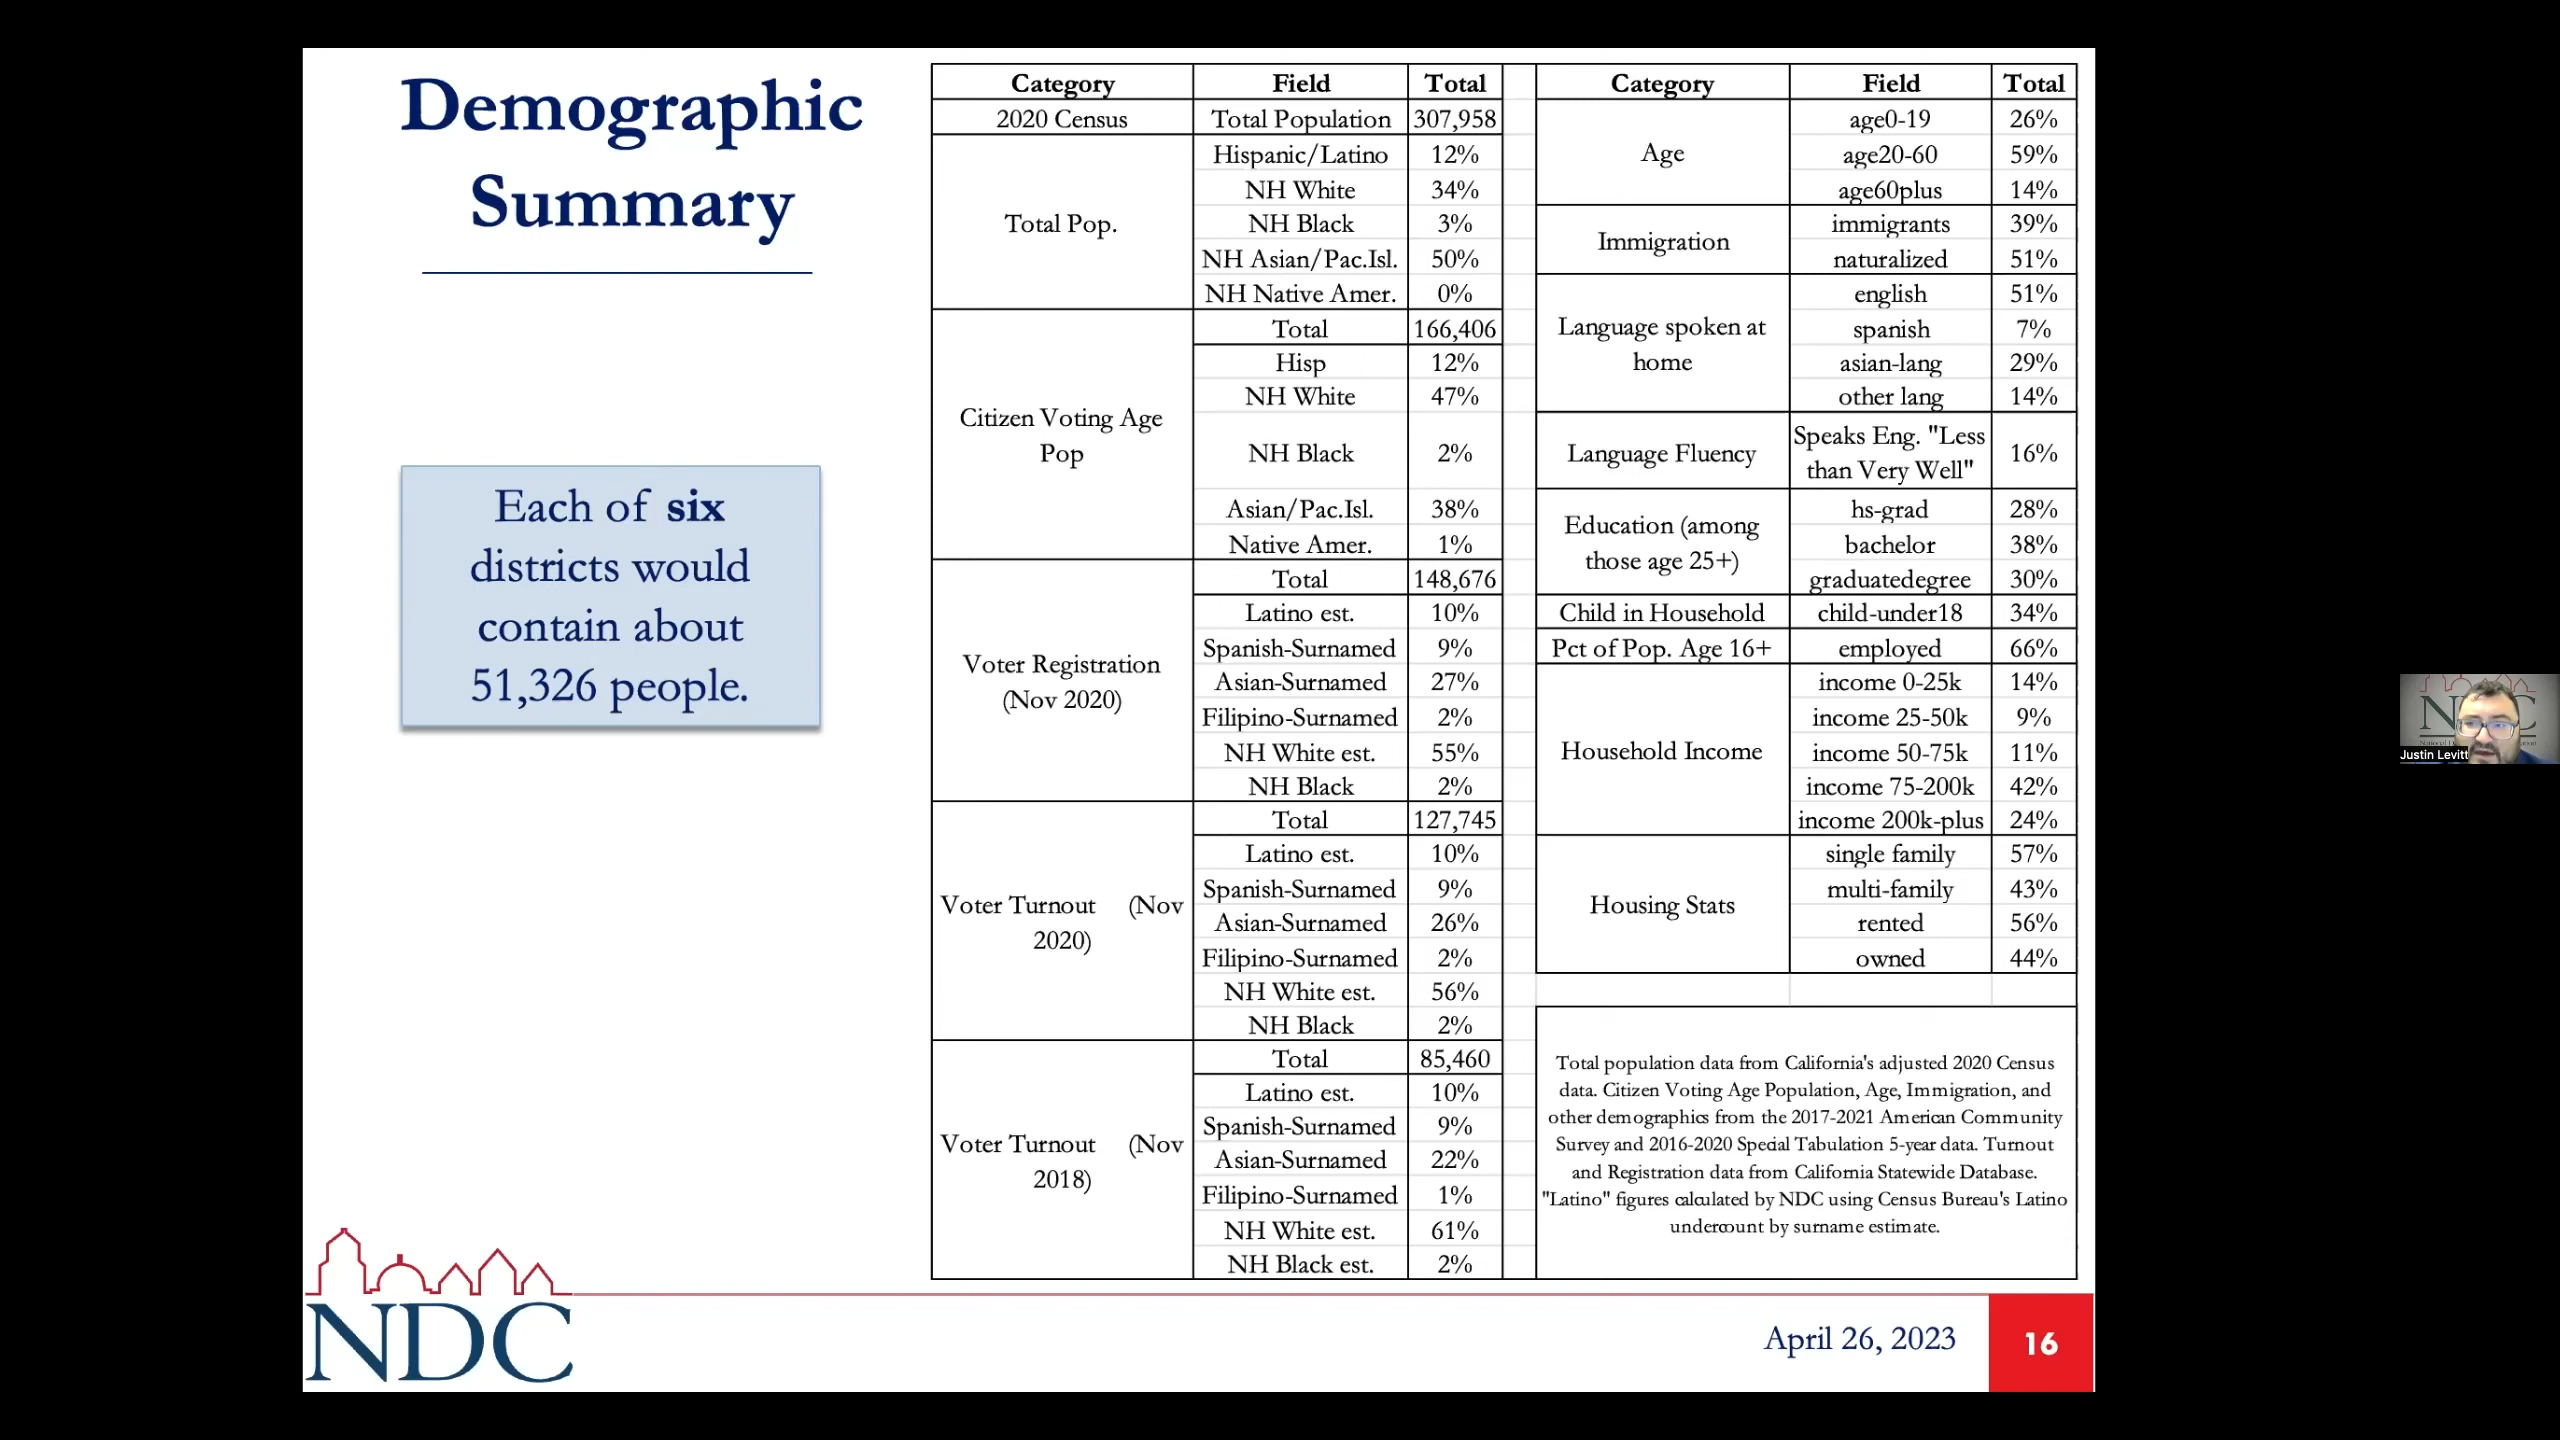 Demographic
Summary
Each of six
districts would
contain about
51,326 people.
Category Field Total
2020 Census Total Population 307,958
Total Pop. Hispanic/Latino 12%
NH White 34%
NH Black 3%
NH Asian/Pac.Isl. 50%
NH Native Amer. 0%
Citizen Voting Age
Pop
Total 166,406
Hisp 12%
NH White 47%
NH Black 2%
Asian/Pac.Isl. 38%
Native Amer. 1%
Voter Registration
(Nov 2020)
Total 148,676
Latino est. 10%
Spanish-Surnamed 9%
Asian-Surnamed 27%
Filipino-Surnamed 2%
NH White est. 55%
NH Black 2%
Voter Turnout (Nov
2020)
Total 127,745
Latino est. 10%
Spanish-Surnamed 9%
Asian-Surnamed 26%
Filipino-Surnamed 2%
NH White est. 56%
NH Black 2%
Voter Turnout (Nov
2018)
Total 85,460
Latino est. 10%
Spanish-Surnamed 9%
Asian-Surnamed 22%
Filipino-Surnamed 1%
NH White est. 61%
NH Black est. 2%
Category Field Total
Age
age0-19 26%
age20-60 59%
age60plus 14%
Immigration
immigrants 39%
naturalized 51%
Language spoken at
home
english 51%
spanish 7%
asian-lang 29%
other lang 14%
Language Fluency
Speaks Eng. "Less
than Very Well" 16%
Education (among
those age 25+)
hs-grad 28%
bachelor 38%
graduatedegree 30%
Child in Household child-under18 34%
Pct of Pop. Age 16+ employed 66%
Household Income
income 0-25k 14%
income 25-50k 9%
income 50-75k 11%
income 75-200k 42%
income 200k-plus 24%
Housing Stats
single family 57%
multi-family 43%
rented 56%
owned 44%
Total population data from California's adjusted 2020 Census
data. Citizen Voting Age Population, Age, Immigration, and
other demographics from the 2017-2021 American Community
Survey and 2016-2020 Special Tabulation 5-year data. Turnout
and Registration data from California Statewide Database.
"Latino" figures calculated by NDC using Census Bureau's Latino
undercount by surname estimate.
NDC
April 26, 2023
16
Justin Levitt